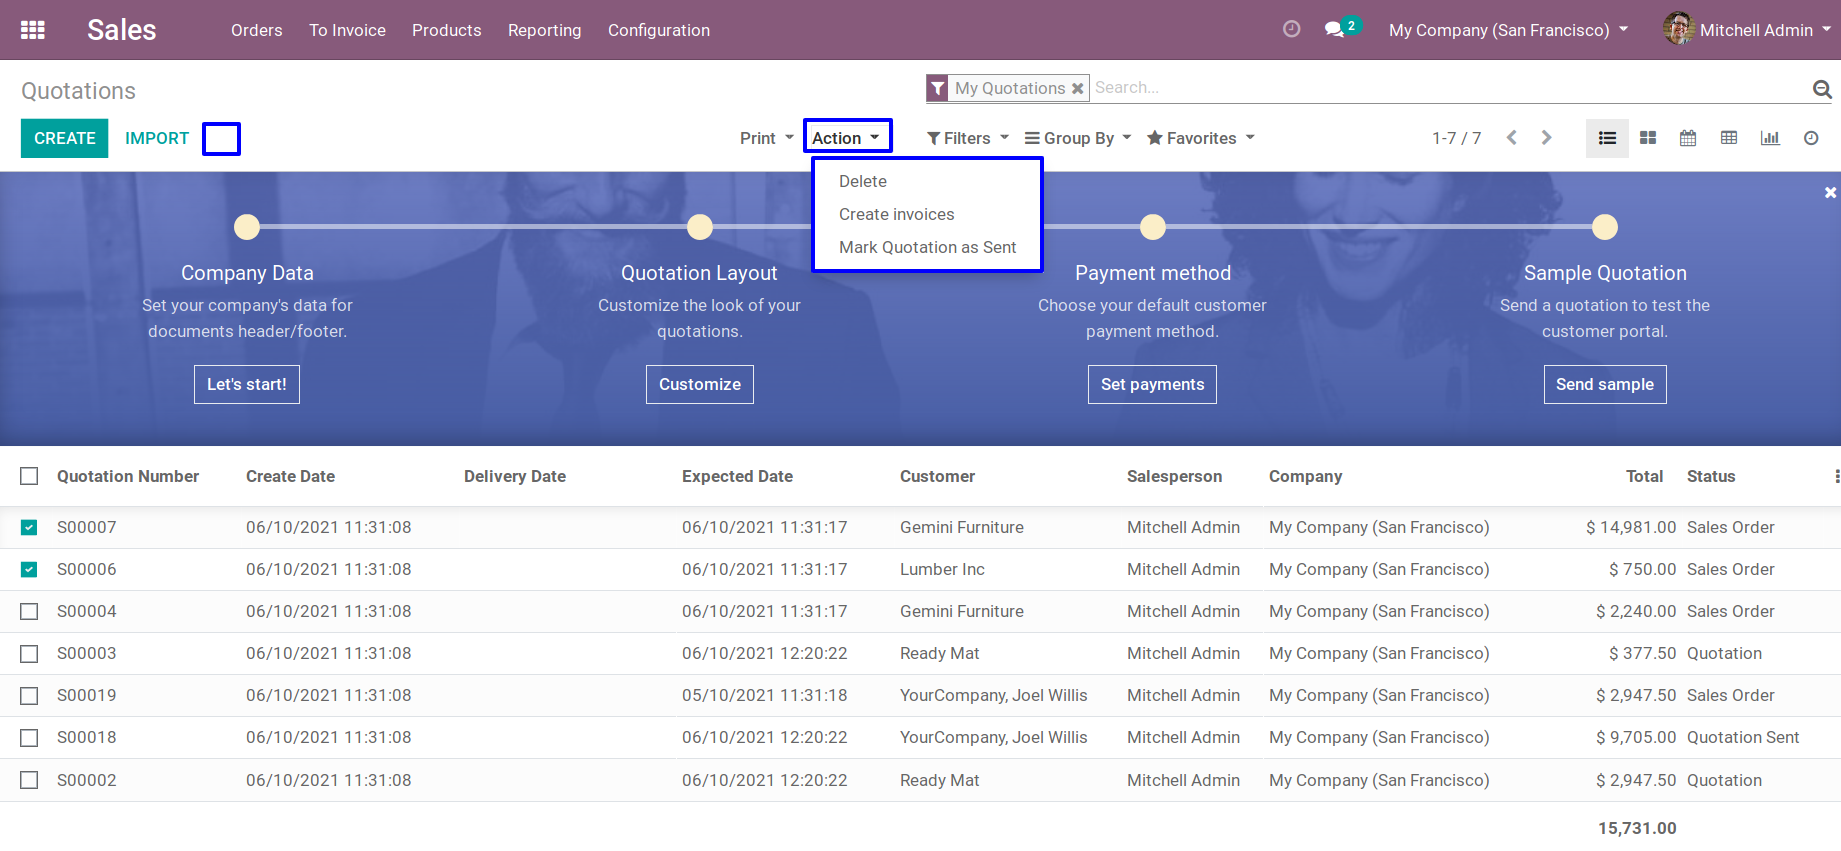 Sales Orders To Invoice Products Reporting Configuration 2 My Company (San Francisco) Mitchell Admin
Quotations My Quotations Search...
CREATE IMPORT Print Action Filters Group By Favorites 1-7 / 7
Delete
Create invoices
Mark Quotation as Sent
Company Data
Set your company's data for
documents header/footer.
Let's start!
Quotation Layout
Customize the look of your
quotations.
Customize
Payment method
Choose your default customer
payment method.
Set payments
Sample Quotation
Send a quotation to test the
customer portal.
Send sample
Quotation Number Create Date Delivery Date Expected Date Customer Salesperson Company Total Status
S00007 06/10/2021 11:31:08 06/10/2021 11:31:17 Gemini Furniture Mitchell Admin My Company (San Francisco) $ 14,981.00 Sales Order
S00006 06/10/2021 11:31:08 06/10/2021 11:31:17 Lumber Inc Mitchell Admin My Company (San Francisco) $ 750.00 Sales Order
S00004 06/10/2021 11:31:08 06/10/2021 11:31:17 Gemini Furniture Mitchell Admin My Company (San Francisco) $ 2,240.00 Sales Order
S00003 06/10/2021 11:31:08 06/10/2021 12:20:22 Ready Mat Mitchell Admin My Company (San Francisco) $ 377.50 Quotation
S00019 06/10/2021 11:31:08 05/10/2021 11:31:18 YourCompany, Joel Willis Mitchell Admin My Company (San Francisco) $ 2,947.50 Sales Order
S00018 06/10/2021 11:31:08 06/10/2021 12:20:22 YourCompany, Joel Willis Mitchell Admin My Company (San Francisco) $ 9,705.00 Quotation Sent
S00002 06/10/2021 11:31:08 06/10/2021 12:20:22 Ready Mat Mitchell Admin My Company (San Francisco) $ 2,947.50 Quotation
15,731.00